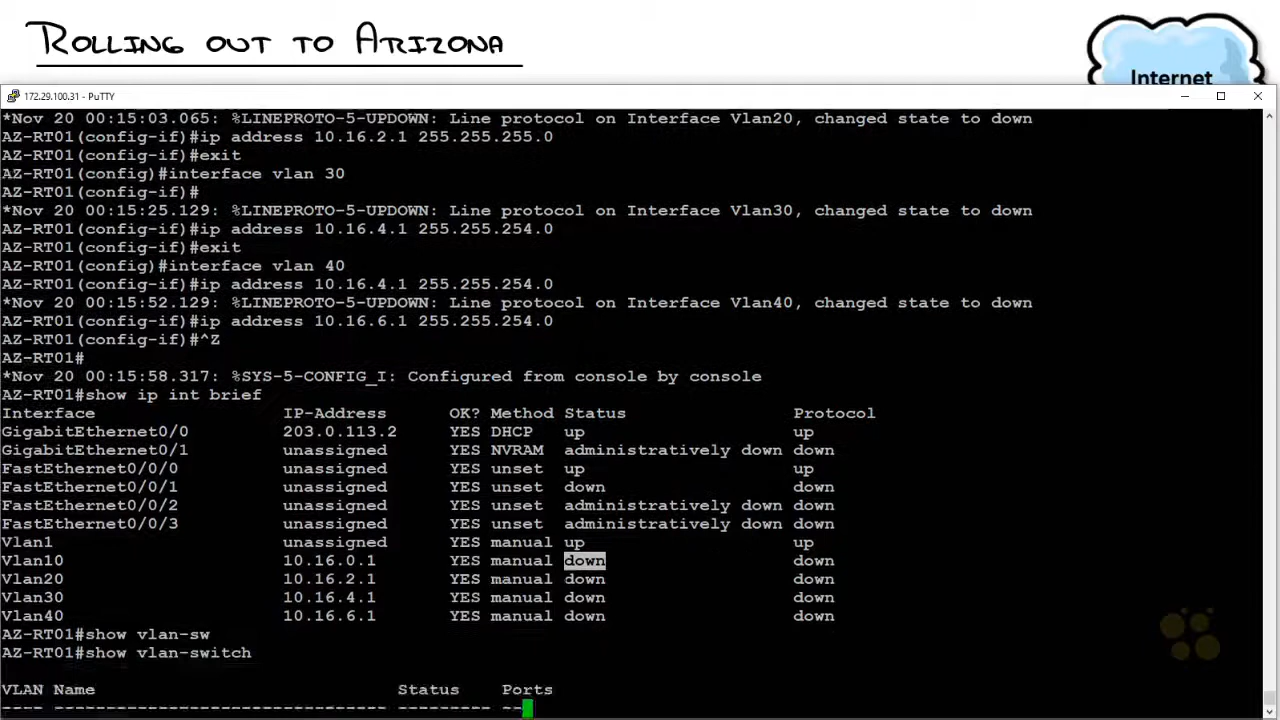 ROLLING OUT TO ARIZONA
Internet
172.29.100.31 - PuTTY
*Nov 20 00:15:03.065: %LINEPROTO-5-UPDOWN: Line protocol on Interface Vlan20, changed state to down
AZ-RT01(config-if)#ip address 10.16.2.1 255.255.255.0
AZ-RT01(config-if)#exit
AZ-RT01(config)#interface vlan 30
AZ-RT01(config-if)#
*Nov 20 00:15:25.129: %LINEPROTO-5-UPDOWN: Line protocol on Interface Vlan30, changed state to down
AZ-RT01(config-if)#ip address 10.16.4.1 255.255.254.0
AZ-RT01(config-if)#exit
AZ-RT01(config)#interface vlan 40
AZ-RT01(config-if)#ip address 10.16.4.1 255.255.254.0
*Nov 20 00:15:52.129: %LINEPROTO-5-UPDOWN: Line protocol on Interface Vlan40, changed state to down
AZ-RT01(config-if)#ip address 10.16.6.1 255.255.254.0
AZ-RT01(config-if)#^Z
AZ-RT01#
*Nov 20 00:15:58.317: %SYS-5-CONFIG_I: Configured from console by console
AZ-RT01#show ip int brief
Interface IP-Address OK? Method Status Protocol
GigabitEthernet0/0 203.0.113.2 YES DHCP up up
GigabitEthernet0/1 unassigned YES NVRAM administratively down down
FastEthernet0/0/0 unassigned YES unset up up
FastEthernet0/0/1 unassigned YES unset down down
FastEthernet0/0/2 unassigned YES unset administratively down down
FastEthernet0/0/3 unassigned YES unset administratively down down
Vlan1 unassigned YES manual up up
Vlan10 10.16.0.1 YES manual down down
Vlan20 10.16.2.1 YES manual down down
Vlan30 10.16.4.1 YES manual down down
Vlan40 10.16.6.1 YES manual down down
AZ-RT01#show vlan-sw
AZ-RT01#show vlan-switch
VLAN Name Status Ports
---- -------------------------------- --------- --